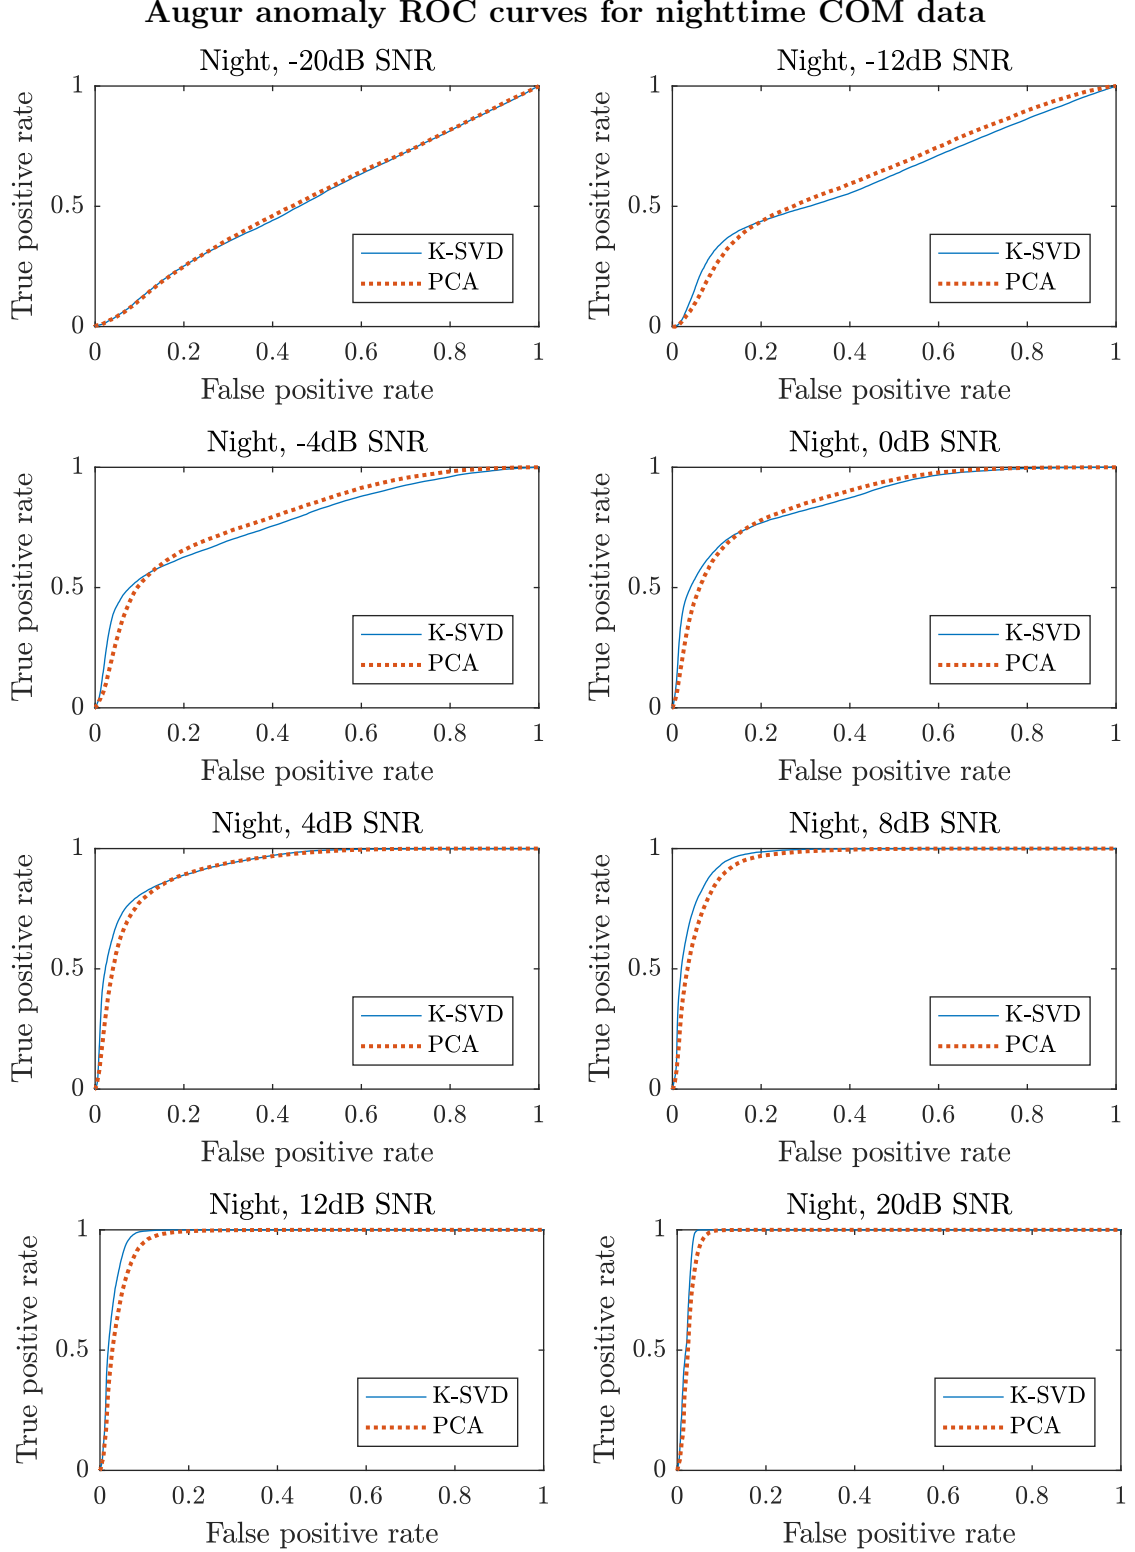 Augur anomaly ROC curves for nighttime COM data
Night, -20dB SNR
True positive rate
1
0.5
0
K-SVD
PCA
0 0.2 0.4 0.6 0.8 1
False positive rate
Night, -12dB SNR
True positive rate
1
0.5
0
K-SVD
PCA
0 0.2 0.4 0.6 0.8 1
False positive rate
Night, -4dB SNR
True positive rate
1
0.5
0
K-SVD
PCA
0 0.2 0.4 0.6 0.8 1
False positive rate
Night, 0dB SNR
True positive rate
1
0.5
0
K-SVD
PCA
0 0.2 0.4 0.6 0.8 1
False positive rate
Night, 4dB SNR
True positive rate
1
0.5
0
K-SVD
PCA
0 0.2 0.4 0.6 0.8 1
False positive rate
Night, 8dB SNR
True positive rate
1
0.5
0
K-SVD
PCA
0 0.2 0.4 0.6 0.8 1
False positive rate
Night, 12dB SNR
True positive rate
1
0.5
0
K-SVD
PCA
0 0.2 0.4 0.6 0.8 1
False positive rate
Night, 20dB SNR
True positive rate
1
0.5
0
K-SVD
PCA
0 0.2 0.4 0.6 0.8 1
False positive rate